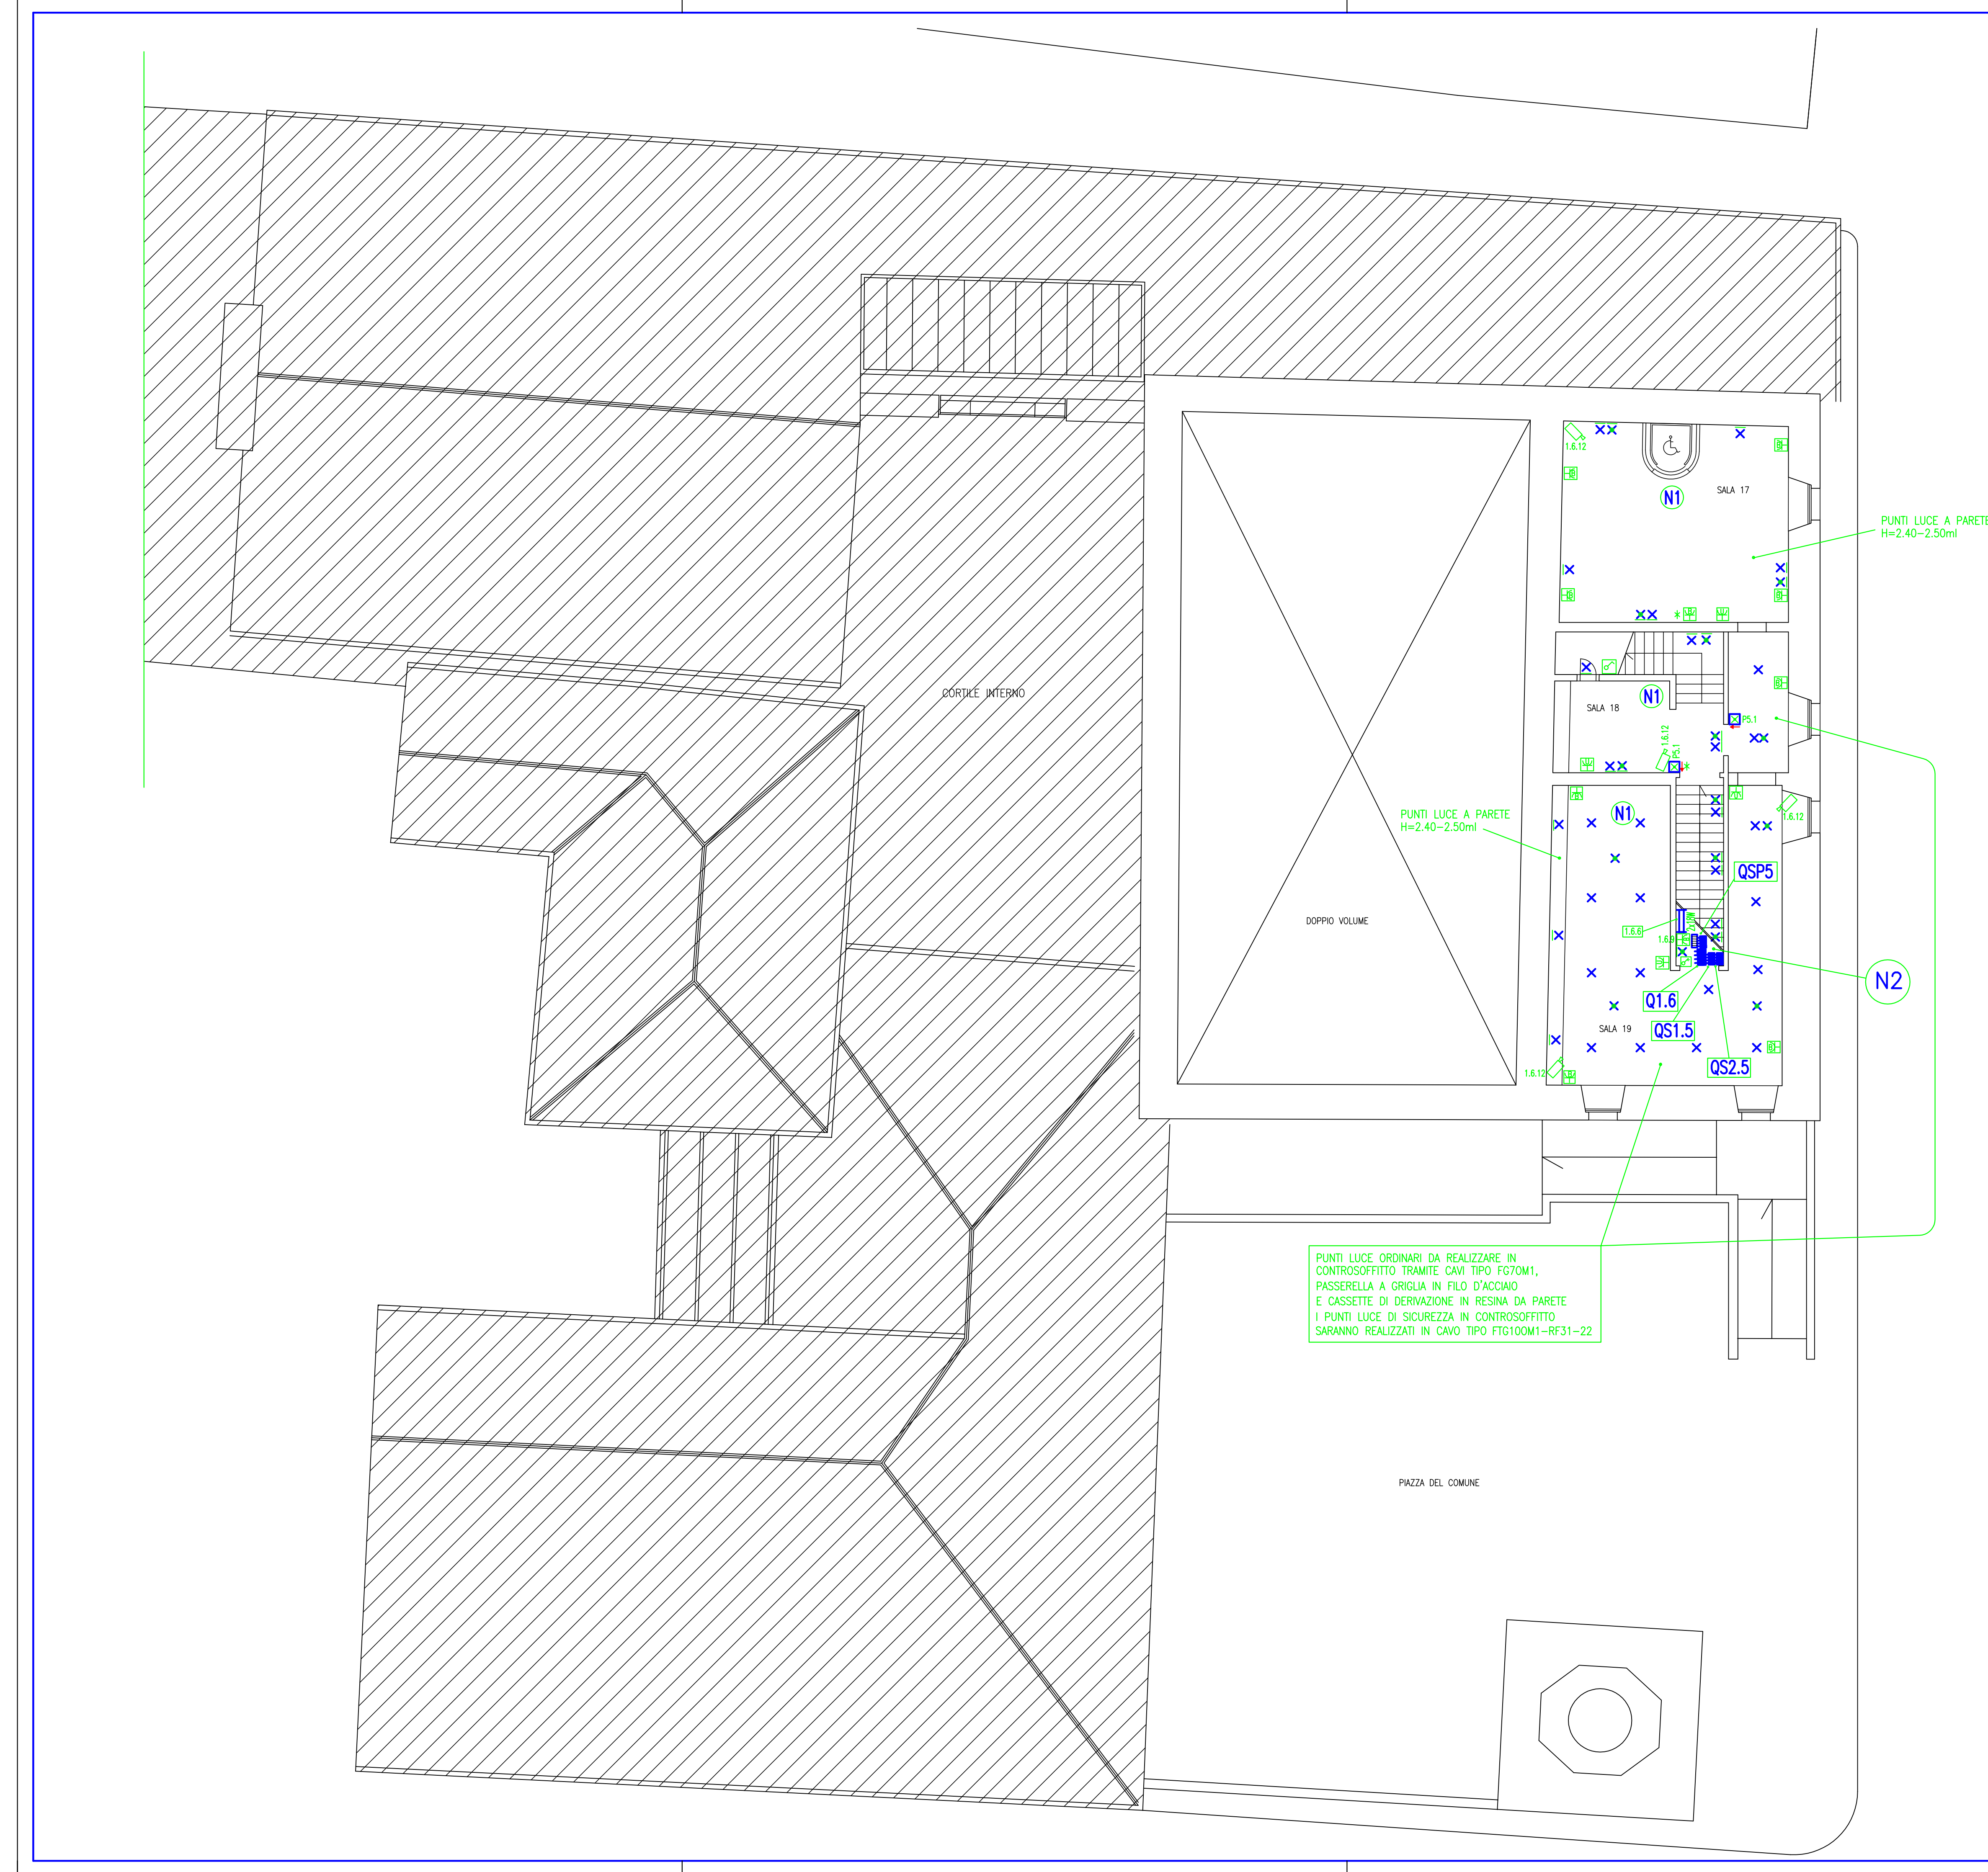 1.6.12
SALA 17
N1
PUNTI LUCE A PARETE
H=2.40-2.50ml
CORTILE INTERNO
N1
SALA 18
P5.1
1.6.12
P5.1
PUNTI LUCE A PARETE
H=2.40-2.50ml
N1
1.6.12
QSP5
DOPPIO VOLUME
1.6.6
1.6.9
N2
Q1.6
SALA 19
QS1.5
QS2.5
1.6.12
PUNTI LUCE ORDINARI DA REALIZZARE IN
CONTROSOFFITTO TRAMITE CAVI TIPO FG7OM1,
PASSERELLA A GRIGLIA IN FILO D'ACCIAIO
E CASSETTE DI DERIVAZIONE IN RESINA DA PARETE
I PUNTI LUCE DI SICUREZZA IN CONTROSOFFITTO
SARANNO REALIZZATI IN CAVO TIPO FTG10OM1-RF31-22
PIAZZA DEL COMUNE